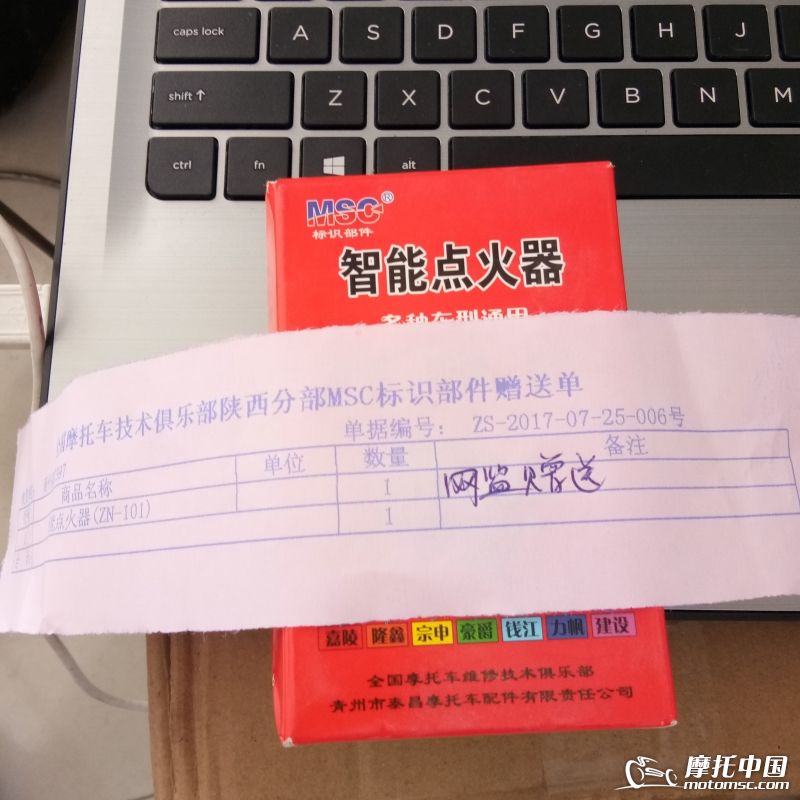 caps lock A S D F G H J
shift ↑ Z X C V B N M
ctrl fn alt
MSC®
标识部件
智能点火器
多种车型通用
摩托车技术俱乐部陕西分部MSC标识部件赠送单
单据编号： ZS-2017-07-25-006号
商品名称 单位 数量 备注
点火器(ZN-101) 1 网监赠送
1
嘉陵 隆鑫 宗申 豪爵 钱江 力帆 建设
全国摩托车维修技术俱乐部
青州市泰昌摩托车配件有限责任公司
摩托中国
motomsc.com